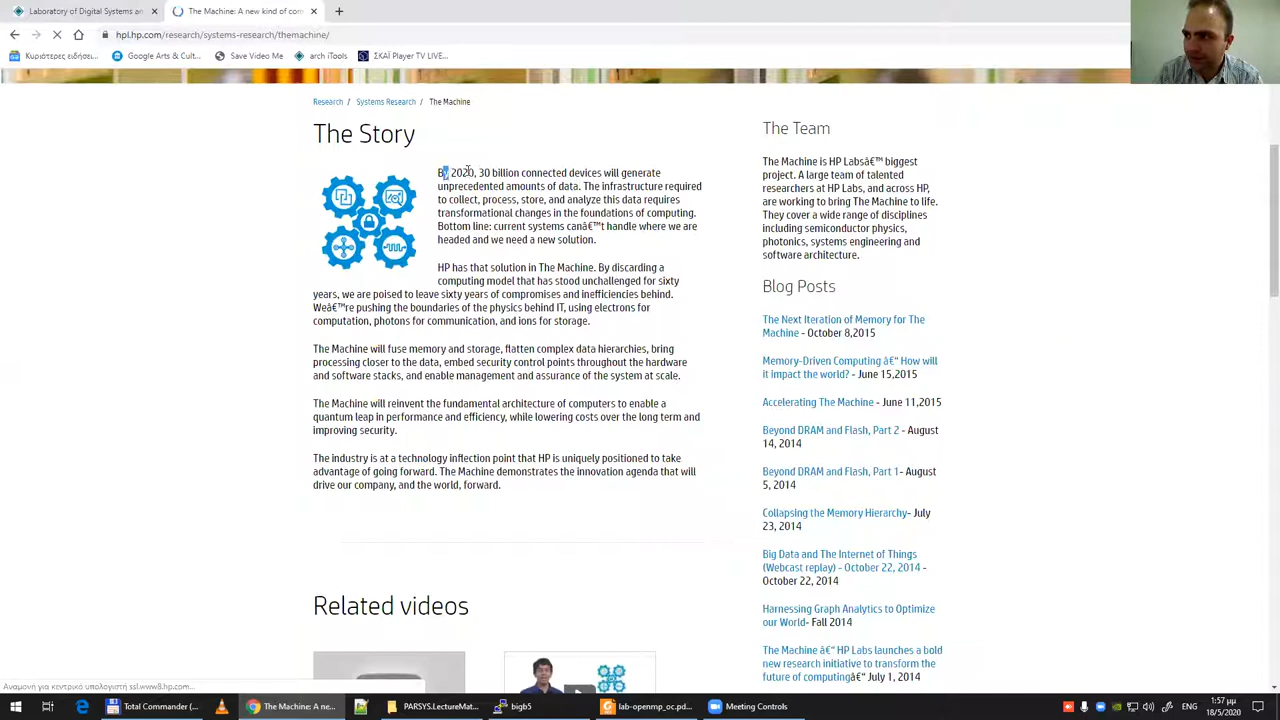 Laboratory of Digital Systems an
The Machine: A new kind of com
hpl.hp.com/research/systems-research/themachine/
Κυριότερες ειδήσει...
Google Arts & Cult...
Save Video Me
arch iTools
ΣΚΑΪ Player TV LIVE...
Research / Systems Research / The Machine
The Story
By 2020, 30 billion connected devices will generate
unprecedented amounts of data. The infrastructure required
to collect, process, store, and analyze this data requires
transformational changes in the foundations of computing.
Bottom line: current systems canâ€™t handle where we are
headed and we need a new solution.
HP has that solution in The Machine. By discarding a
computing model that has stood unchallenged for sixty
years, we are poised to leave sixty years of compromises and inefficiencies behind.
Weâ€™re pushing the boundaries of the physics behind IT, using electrons for
computation, photons for communication, and ions for storage.
The Machine will fuse memory and storage, flatten complex data hierarchies, bring
processing closer to the data, embed security control points throughout the hardware
and software stacks, and enable management and assurance of the system at scale.
The Machine will reinvent the fundamental architecture of computers to enable a
quantum leap in performance and efficiency, while lowering costs over the long term and
improving security.
The industry is at a technology inflection point that HP is uniquely positioned to take
advantage of going forward. The Machine demonstrates the innovation agenda that will
drive our company, and the world, forward.
Related videos
The Team
The Machine is HP Labsâ€™ biggest
project. A large team of talented
researchers at HP Labs, and across HP,
are working to bring The Machine to life.
They cover a wide range of disciplines
including semiconductor physics,
photonics, systems engineering and
software architecture.
Blog Posts
The Next Iteration of Memory for The
Machine - October 8,2015
Memory-Driven Computing â€“ How will
it impact the world? - June 15,2015
Accelerating The Machine - June 11,2015
Beyond DRAM and Flash, Part 2 - August
14, 2014
Beyond DRAM and Flash, Part 1- August
5, 2014
Collapsing the Memory Hierarchy- July
23, 2014
Big Data and The Internet of Things
(Webcast replay) - October 22, 2014 -
October 22, 2014
Harnessing Graph Analytics to Optimize
our World- Fall 2014
The Machine â€“ HP Labs launches a bold
new research initiative to transform the
future of computingâ€“ July 1, 2014
Αναμονή για κεντρικό υπολογιστή ssl.www8.hp.com...
Total Commander (...
The Machine: A ne...
PARSYS.LectureMat...
bigb5
lab-openmp_oc.pd...
Meeting Controls
ENG
1:57 μμ
18/5/2020